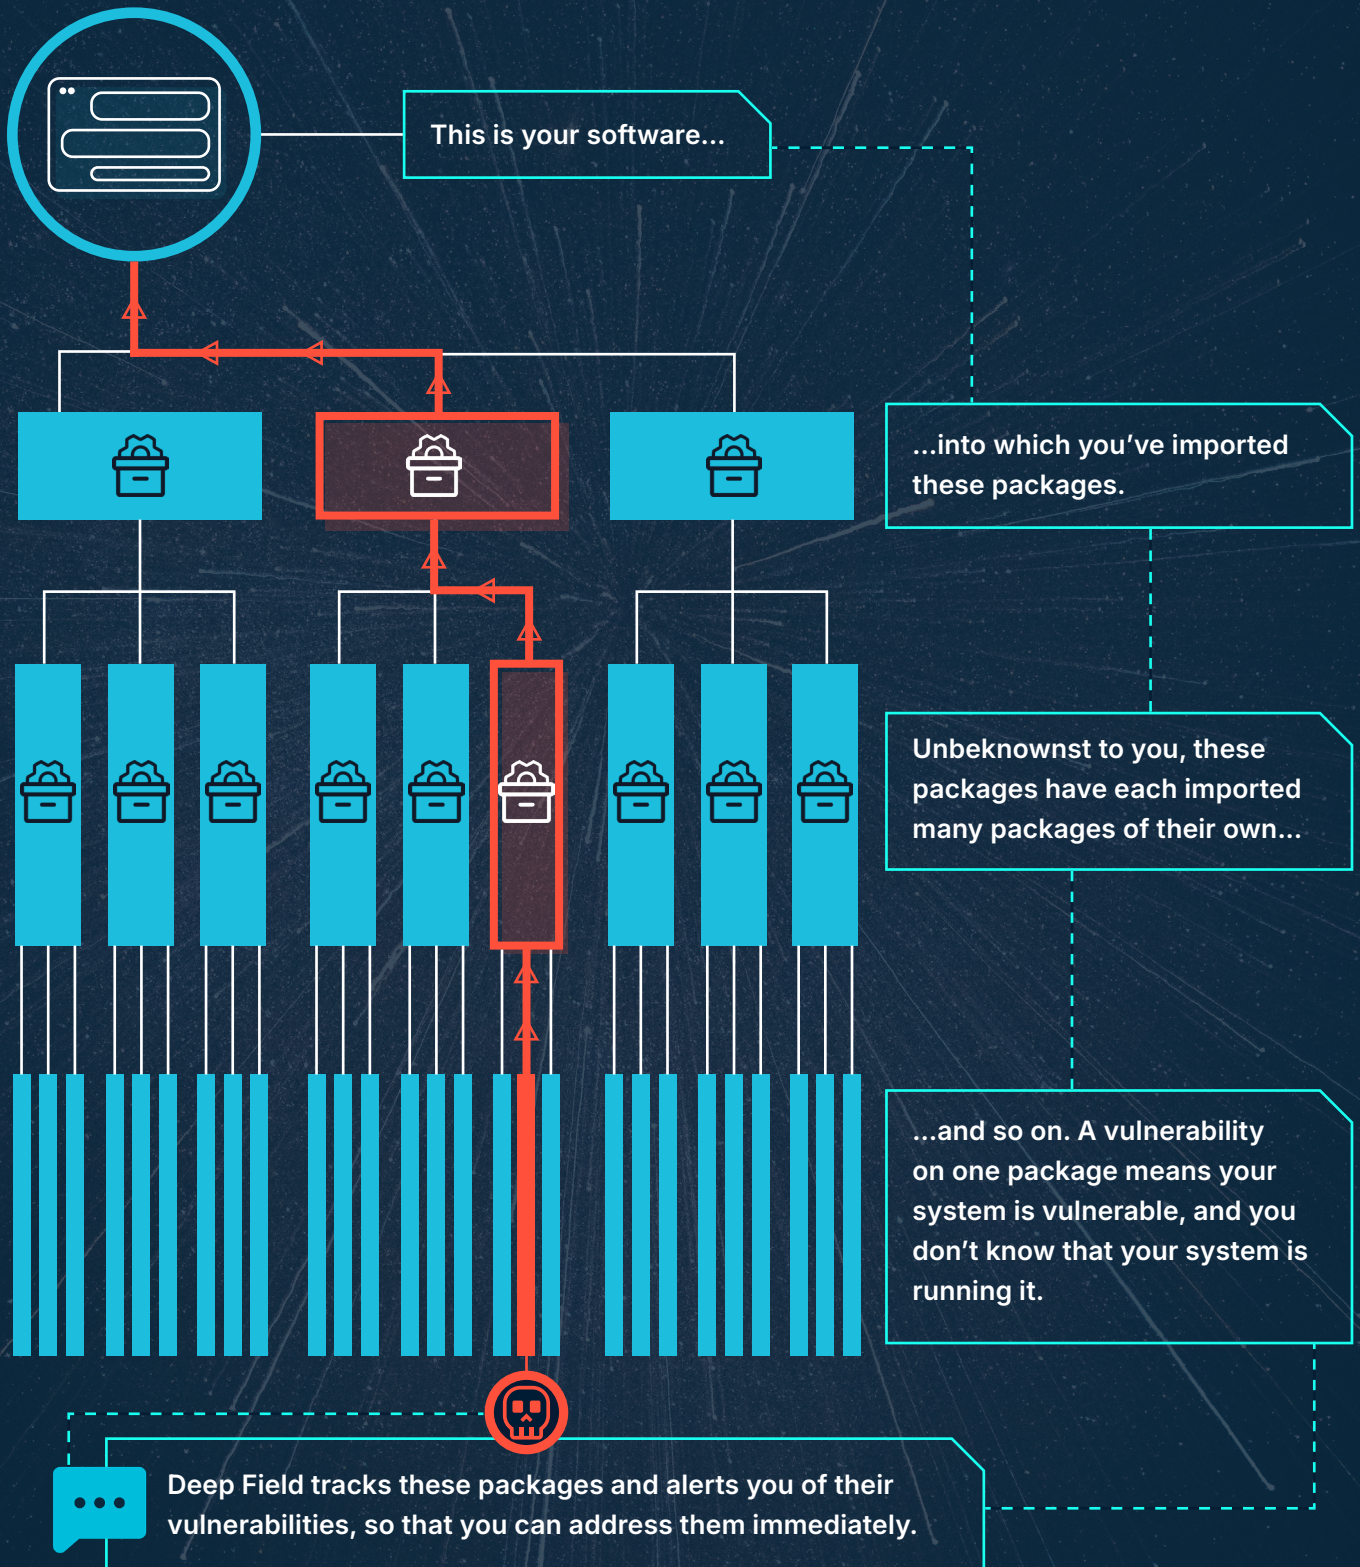 This is your software...
...into which you’ve imported
these packages.
Unbeknownst to you, these
packages have each imported
many packages of their own...
...and so on. A vulnerability
on one package means your
system is vulnerable, and you
don’t know that your system is
running it.
Deep Field tracks these packages and alerts you of their
vulnerabilities, so that you can address them immediately.